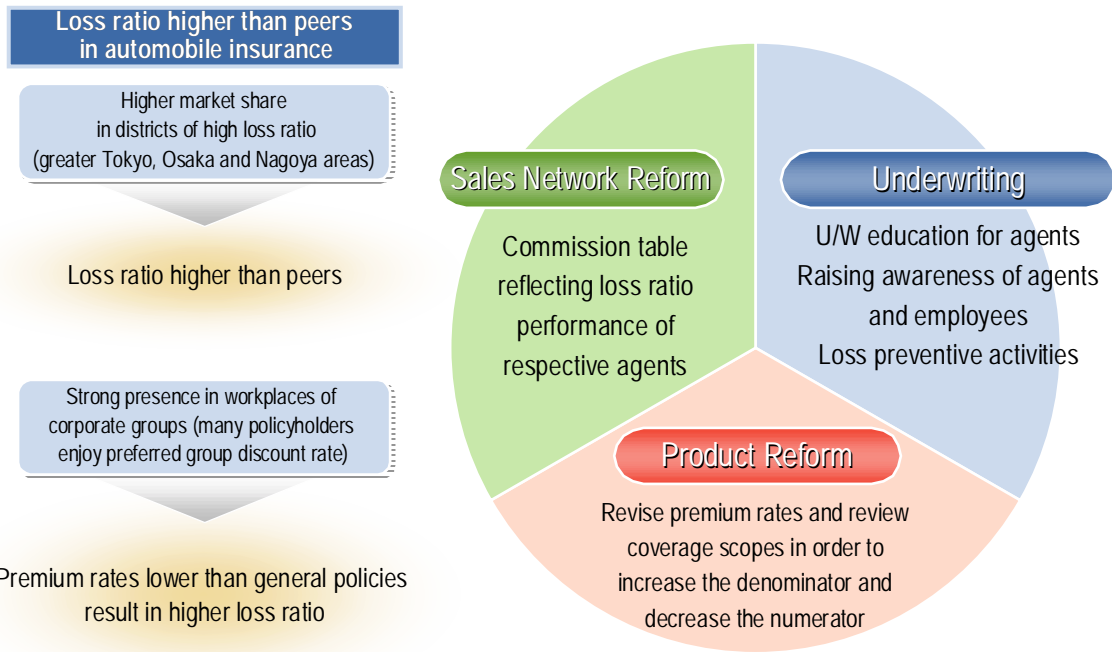 Loss ratio higher than peers
in automobile insurance
Higher market share
in districts of high loss ratio
(greater Tokyo, Osaka and Nagoya areas)
Loss ratio higher than peers
Strong presence in workplaces of
corporate groups (many policyholders
enjoy preferred group discount rate)
Premium rates lower than general policies
result in higher loss ratio
Sales Network Reform
Commission table
reflecting loss ratio
performance of
respective agents
Underwriting
U/W education for agents
Raising awareness of agents
and employees
Loss preventive activities
Product Reform
Revise premium rates and review
coverage scopes in order to
increase the denominator and
decrease the numerator